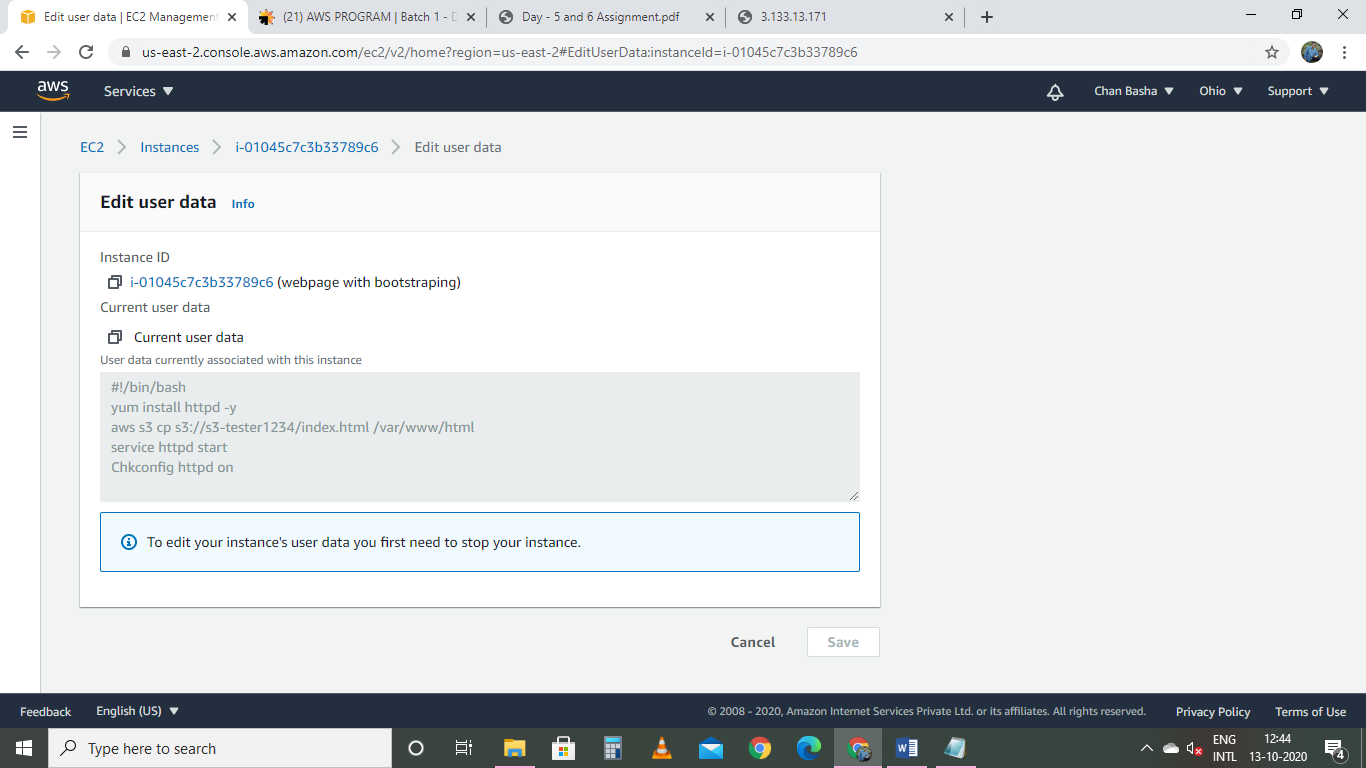 Edit user data | EC2 Management
(21) AWS PROGRAM | Batch 1 - D
Day - 5 and 6 Assignment.pdf
3.133.13.171
us-east-2.console.aws.amazon.com/ec2/v2/home?region=us-east-2#EditUserData:instanceId=i-01045c7c3b33789c6
aws
Services
Chan Basha
Ohio
Support
EC2
Instances
i-01045c7c3b33789c6
Edit user data
Edit user data
Info
Instance ID
i-01045c7c3b33789c6 (webpage with bootstraping)
Current user data
Current user data
User data currently associated with this instance
#!/bin/bash
yum install httpd -y
aws s3 cp s3://s3-tester1234/index.html /var/www/html
service httpd start
Chkconfig httpd on
To edit your instance's user data you first need to stop your instance.
Cancel
Save
Feedback
English (US)
© 2008 - 2020, Amazon Internet Services Private Ltd. or its affiliates. All rights reserved.
Privacy Policy
Terms of Use
Type here to search
ENG
INTL
12:44
13-10-2020
4